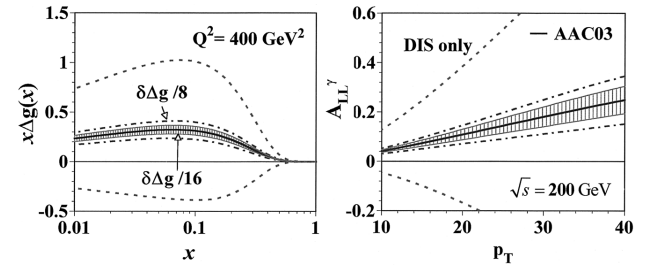 1.5
1
0.5
0
-0.5
0.01
0.1
1
xΔg(x)
x
Q² = 400 GeV²
δΔg /8
δΔg /16
0.6
0.4
0.2
0
-0.2
10
20
30
40
A_LL^γ
p_T
DIS only
AAC03
√s = 200 GeV